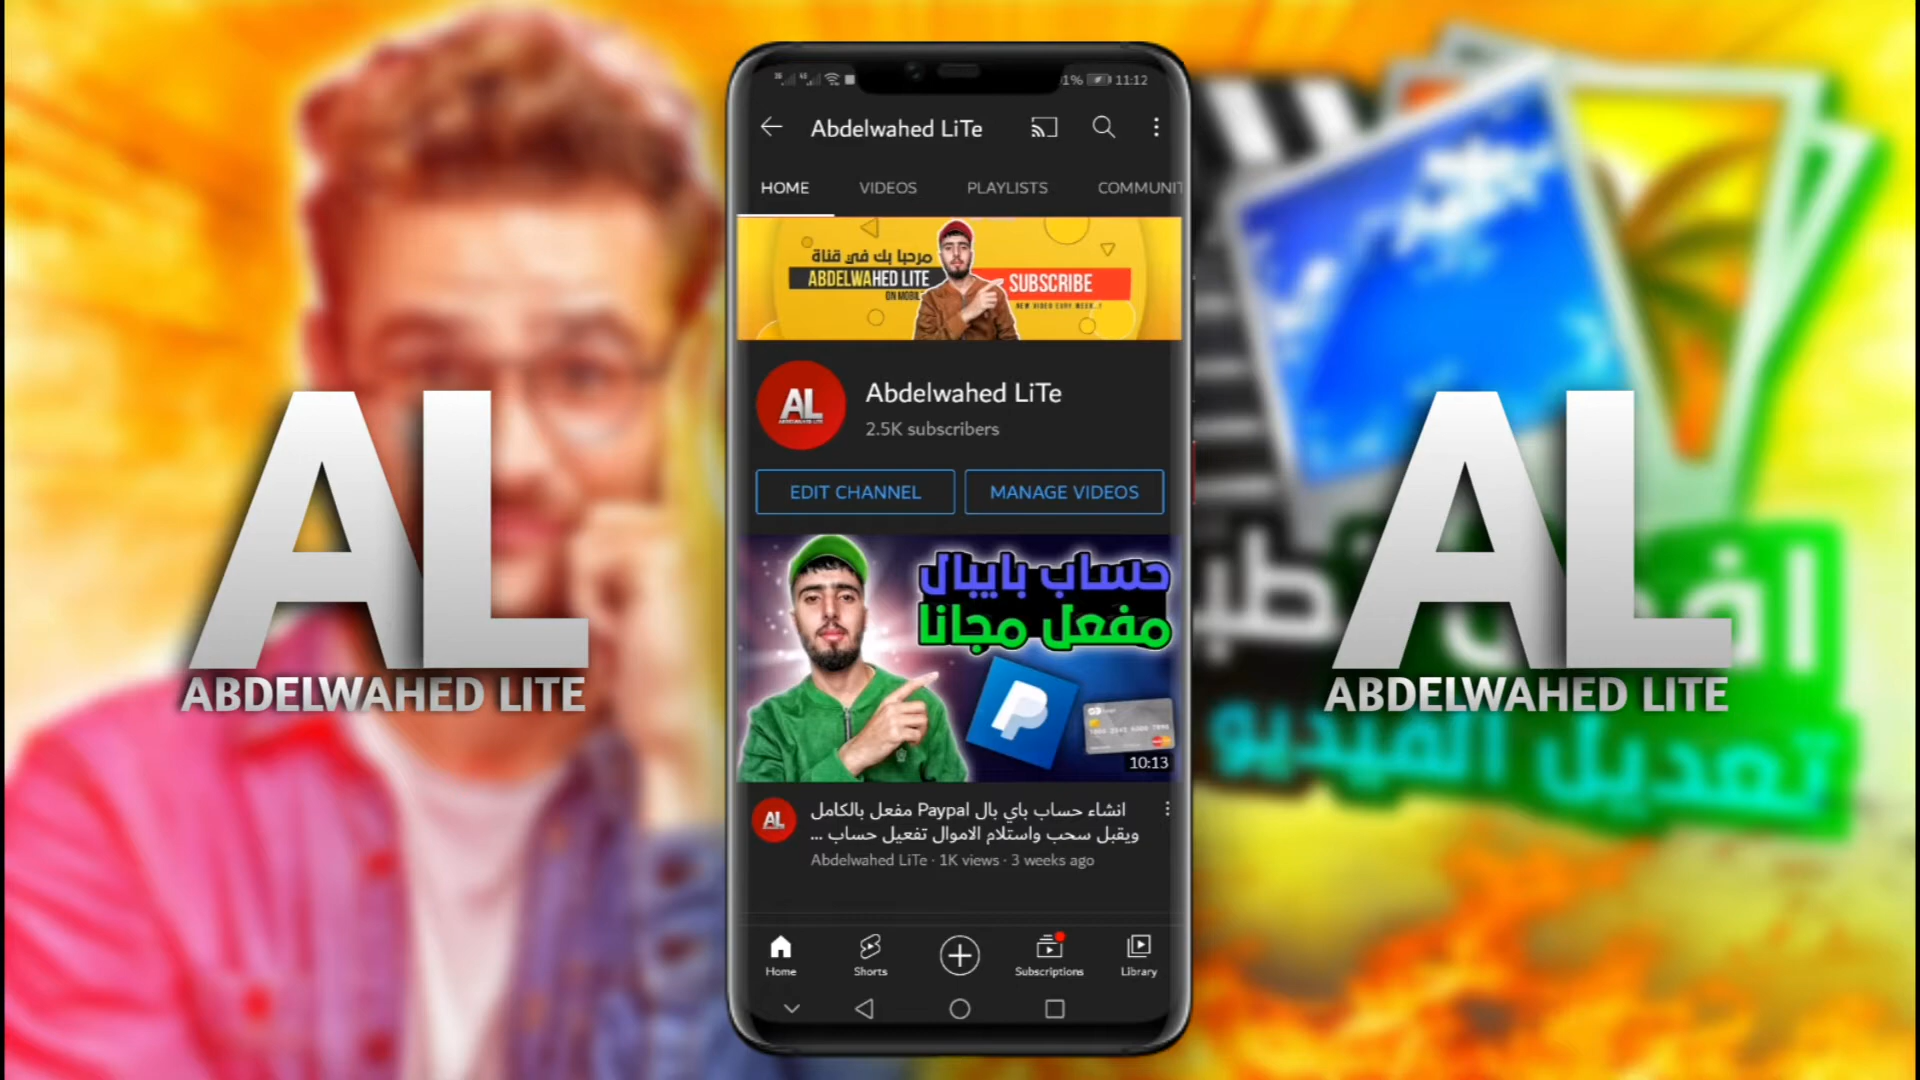 11:12
Abdelwahed LiTe
HOME VIDEOS PLAYLISTS COMMUNIT
مرحبا بك في قناة
ABDELWAHED LITE
SUBSCRIBE
AL
Abdelwahed LiTe
2.5K subscribers
EDIT CHANNEL MANAGE VIDEOS
حساب بايبال
مفعل مجانا
10:13
AL
انشاء حساب باي بال Paypal مفعل بالكامل
ويقبل سحب واستلام الاموال تفعيل حساب ...
Abdelwahed LiTe · 1K views · 3 weeks ago
Home Shorts Subscriptions Library
AL
ABDELWAHED LITE
AL
ABDELWAHED LITE
تعديل الفيديو